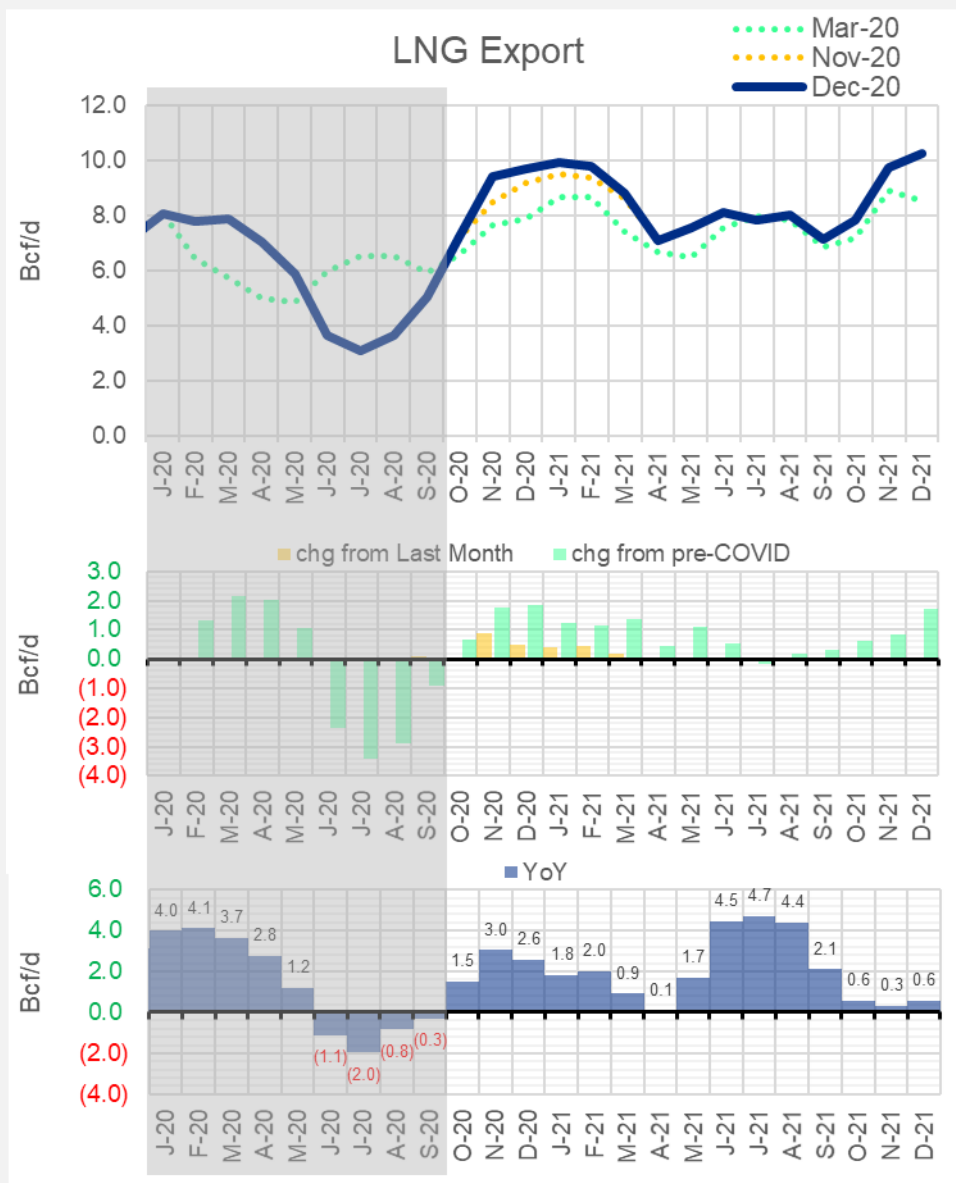 LNG Export
Mar-20
Nov-20
Dec-20
Bcf/d
12.0
10.0
8.0
6.0
4.0
2.0
0.0
J-20 F-20 M-20 A-20 M-20 J-20 J-20 A-20 S-20 O-20 N-20 D-20 J-21 F-21 M-21 A-21 M-21 J-21 J-21 A-21 S-21 O-21 N-21 D-21
chg from Last Month chg from pre-COVID
Bcf/d
3.0
2.0
1.0
0.0
(1.0)
(2.0)
(3.0)
(4.0)
J-20 F-20 M-20 A-20 M-20 J-20 J-20 A-20 S-20 O-20 N-20 D-20 J-21 F-21 M-21 A-21 M-21 J-21 J-21 A-21 S-21 O-21 N-21 D-21
YoY
Bcf/d
6.0
4.0
2.0
0.0
(2.0)
(4.0)
4.0 4.1 3.7 2.8 1.2 (1.1) (2.0) (0.8) (0.3) 1.5 3.0 2.6 1.8 2.0 0.9 0.1 1.7 4.5 4.7 4.4 2.1 0.6 0.3 0.6
J-20 F-20 M-20 A-20 M-20 J-20 J-20 A-20 S-20 O-20 N-20 D-20 J-21 F-21 M-21 A-21 M-21 J-21 J-21 A-21 S-21 O-21 N-21 D-21